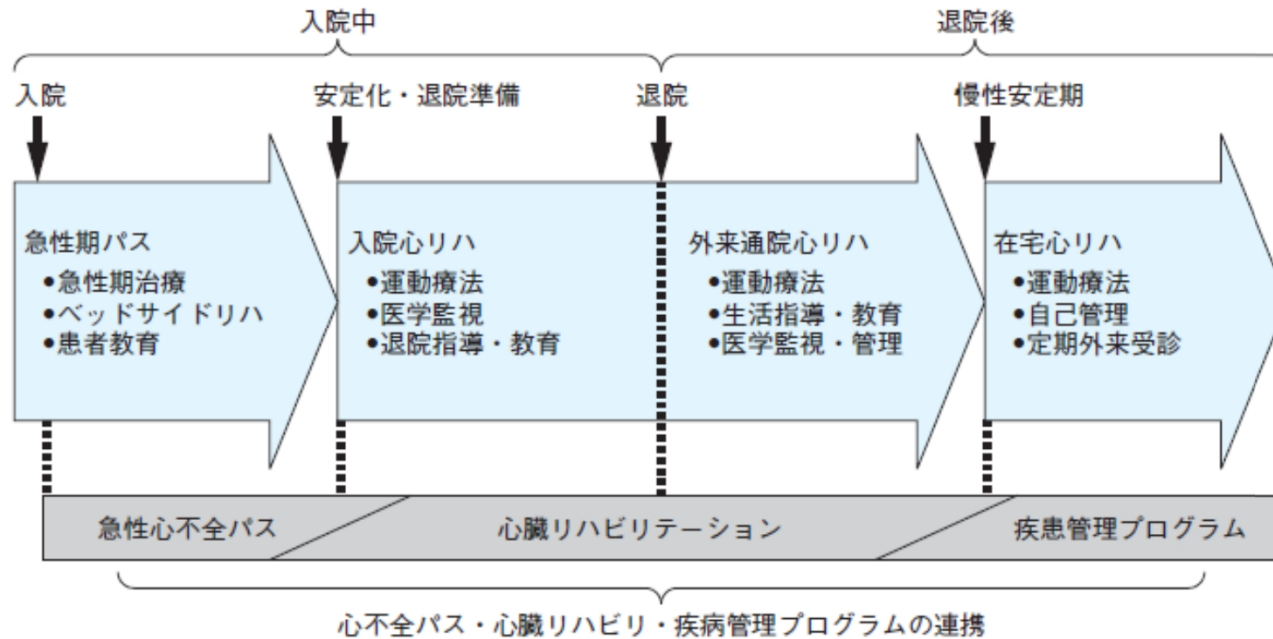 入院中
退院後
入院
安定化・退院準備
退院
慢性安定期
急性期パス
●急性期治療
●ベッドサイドリハ
●患者教育
入院心リハ
●運動療法
●医学監視
●退院指導・教育
外来通院心リハ
●運動療法
●生活指導・教育
●医学監視・管理
在宅心リハ
●運動療法
●自己管理
●定期外来受診
急性心不全パス
心臓リハビリテーション
疾患管理プログラム
心不全パス・心臓リハビリ・疾病管理プログラムの連携